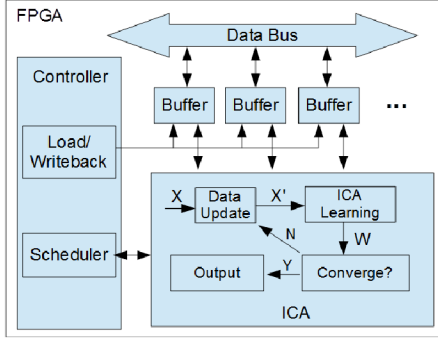 FPGA
Data Bus
Controller
Buffer
Buffer
Buffer
...
Load/
Writeback
X
Data
Update
X'
ICA
Learning
N
W
Scheduler
Output
Y
Converge?
ICA